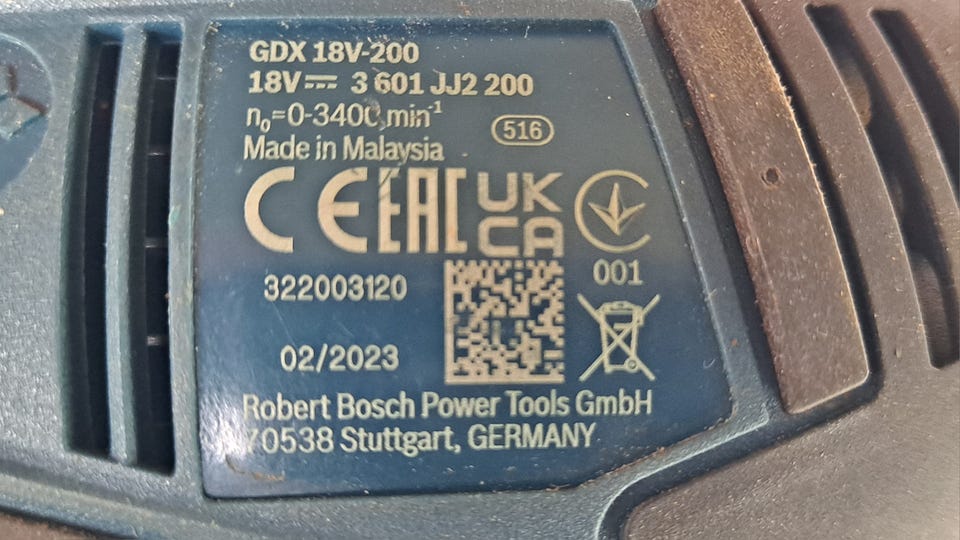 GDX 18V-200
18V⎓ 3 601 JJ2 200
n₀=0-3400 min⁻¹
516
Made in Malaysia
CE EAC UK
CA
001
322003120
02/2023
Robert Bosch Power Tools GmbH
70538 Stuttgart, GERMANY